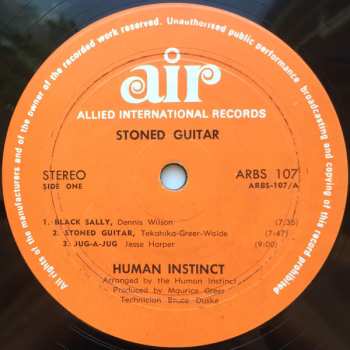 All rights of the manufacturers and of the owner of the recorded work reserved. Unauthorised public performance broadcasting and copying of this record prohibited
air
ALLIED INTERNATIONAL RECORDS
STONED GUITAR
STEREO
SIDE ONE
ARBS 107
ARBS-107/A
1. BLACK SALLY, Dennis Wilson (7:35)
2. STONED GUITAR, Tekahika-Greer-Walde (7:47)
3. JUG-A-JUG Jesse Harper (9:00)
HUMAN INSTINCT
Arranged by the Human Instinct
Produced by Maurice Greer
Technician Bruce Duske